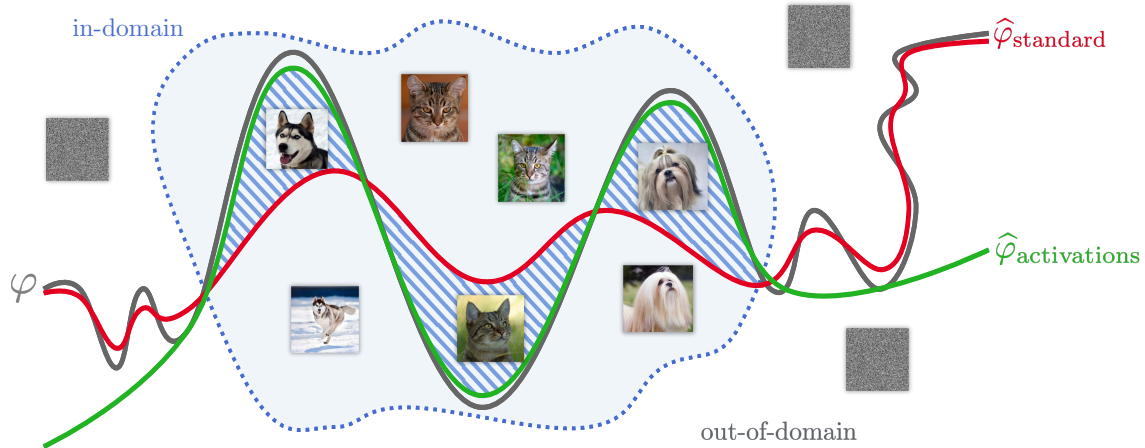 in-domain
φ̂standard
φ̂activations
φ
out-of-domain